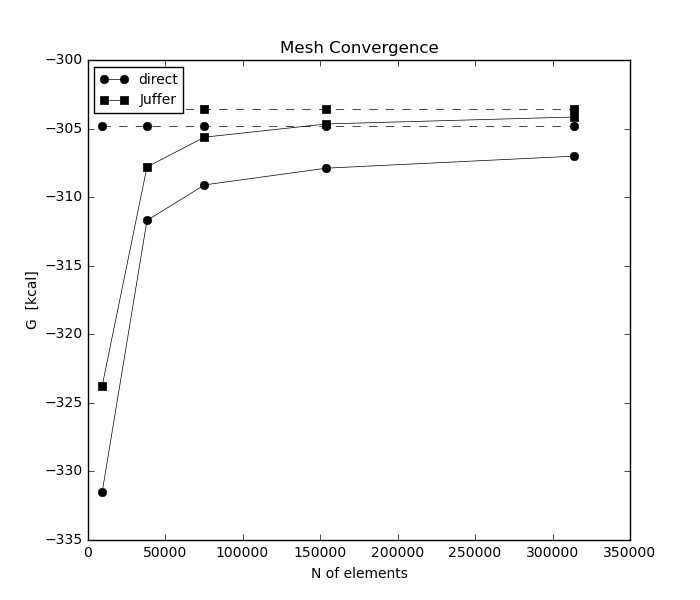 Mesh Convergence
direct
Juffer
−300
−305
−310
−315
−320
−325
−330
−335
G [kcal]
0 50000 100000 150000 200000 250000 300000 350000
N of elements